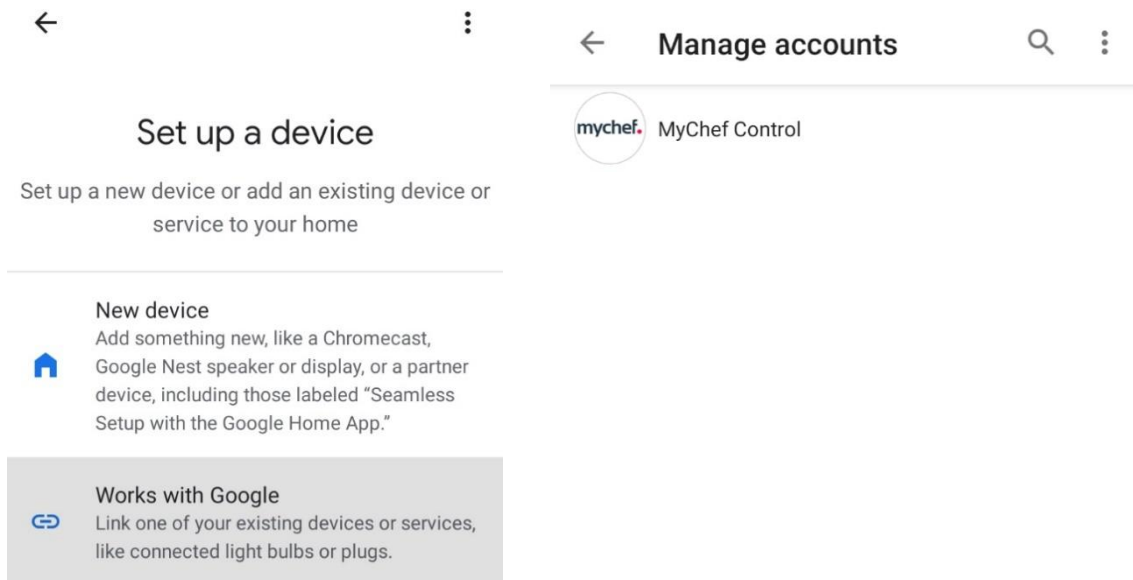 Set up a device
Set up a new device or add an existing device or
service to your home
New device
Add something new, like a Chromecast,
Google Nest speaker or display, or a partner
device, including those labeled “Seamless
Setup with the Google Home App.”
Works with Google
Link one of your existing devices or services,
like connected light bulbs or plugs.
Manage accounts
mychef.
MyChef Control